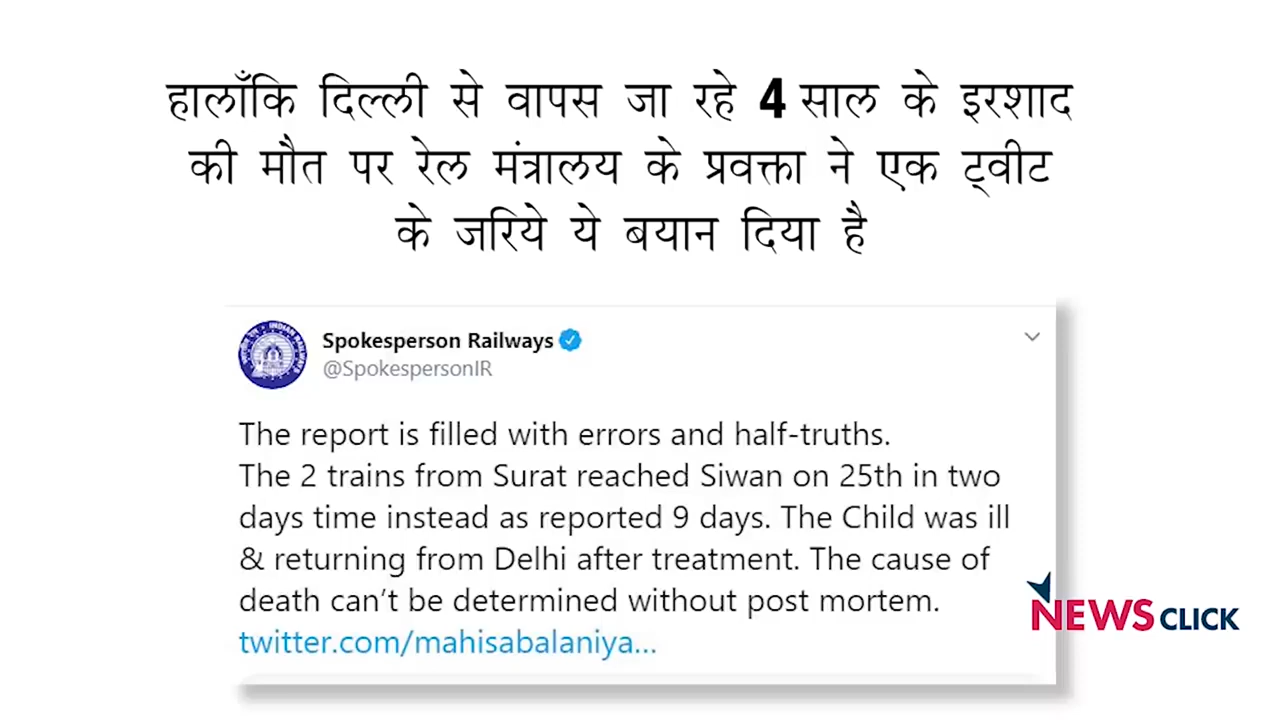 हालाँकि दिल्ली से वापस जा रहे 4 साल के इरशाद
की मौत पर रेल मंत्रालय के प्रवक्ता ने एक ट्वीट
के जरिये ये बयान दिया है
Spokesperson Railways
@SpokespersonIR
The report is filled with errors and half-truths.
The 2 trains from Surat reached Siwan on 25th in two
days time instead as reported 9 days. The Child was ill
& returning from Delhi after treatment. The cause of
death can't be determined without post mortem.
twitter.com/mahisabalaniya...
NEWSCLICK